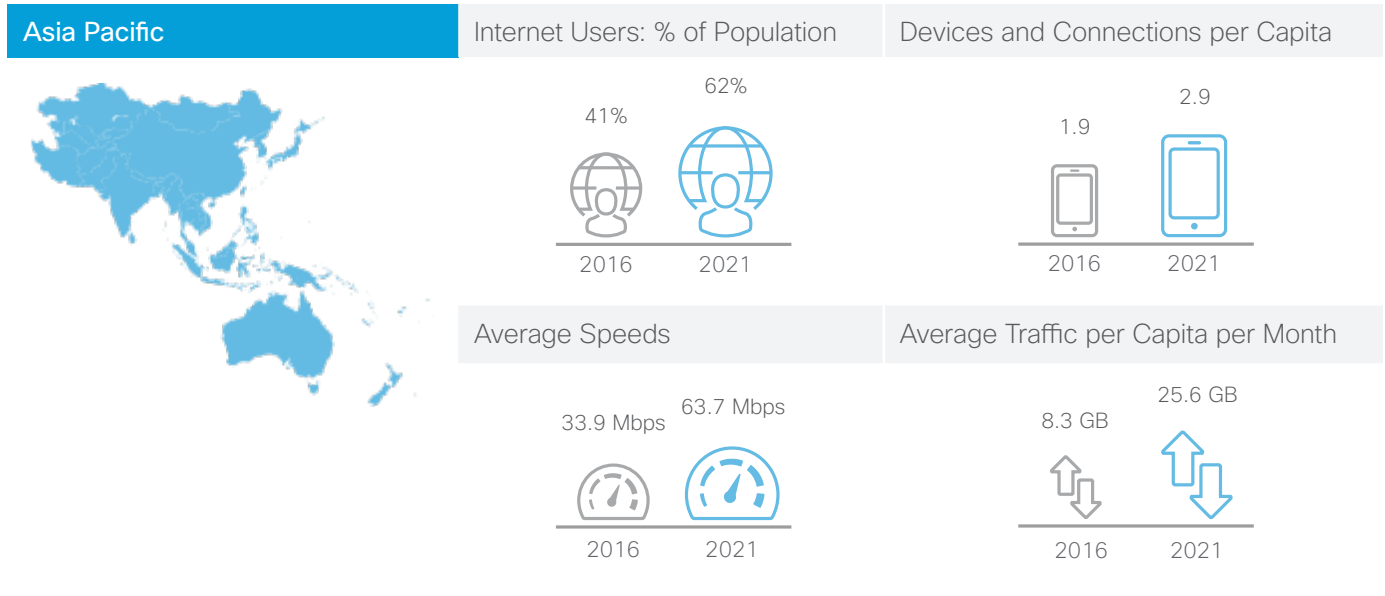 Asia Pacific
Internet Users: % of Population
Devices and Connections per Capita
41%
62%
2016
2021
1.9
2.9
2016
2021
Average Speeds
Average Traffic per Capita per Month
33.9 Mbps
63.7 Mbps
2016
2021
8.3 GB
25.6 GB
2016
2021